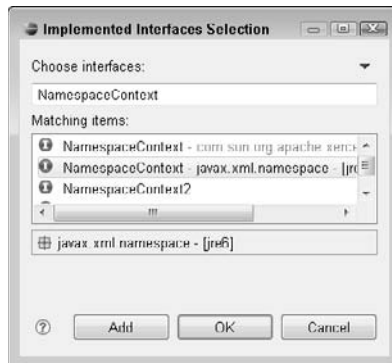 Implemented Interfaces Selection
Choose interfaces:
NamespaceContext
Matching items:
NamespaceContext - com sun org apache xerc
NamespaceContext - javax.xml.namespace - [jre
NamespaceContext2
javax xml namespace - [jre6]
Add
OK
Cancel